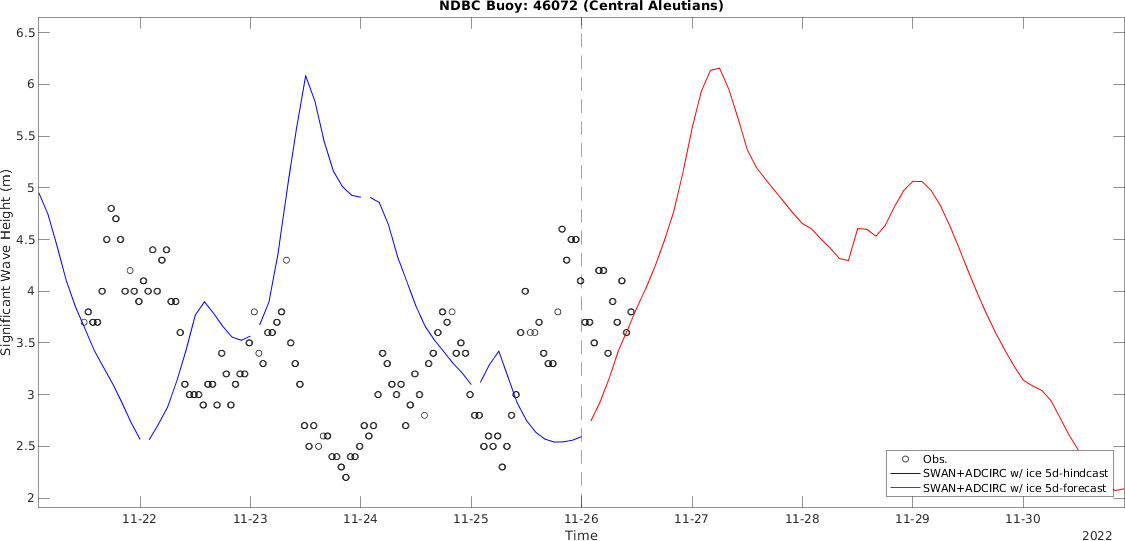 NDBC Buoy: 46072 (Central Aleutians)
6.5
6
5.5
5
4.5
4
3.5
3
2.5
2
Significant Wave Height (m)
Obs.
SWAN+ADCIRC w/ ice 5d-hindcast
SWAN+ADCIRC w/ ice 5d-forecast
11-22 11-23 11-24 11-25 11-26 11-27 11-28 11-29 11-30
Time
2022